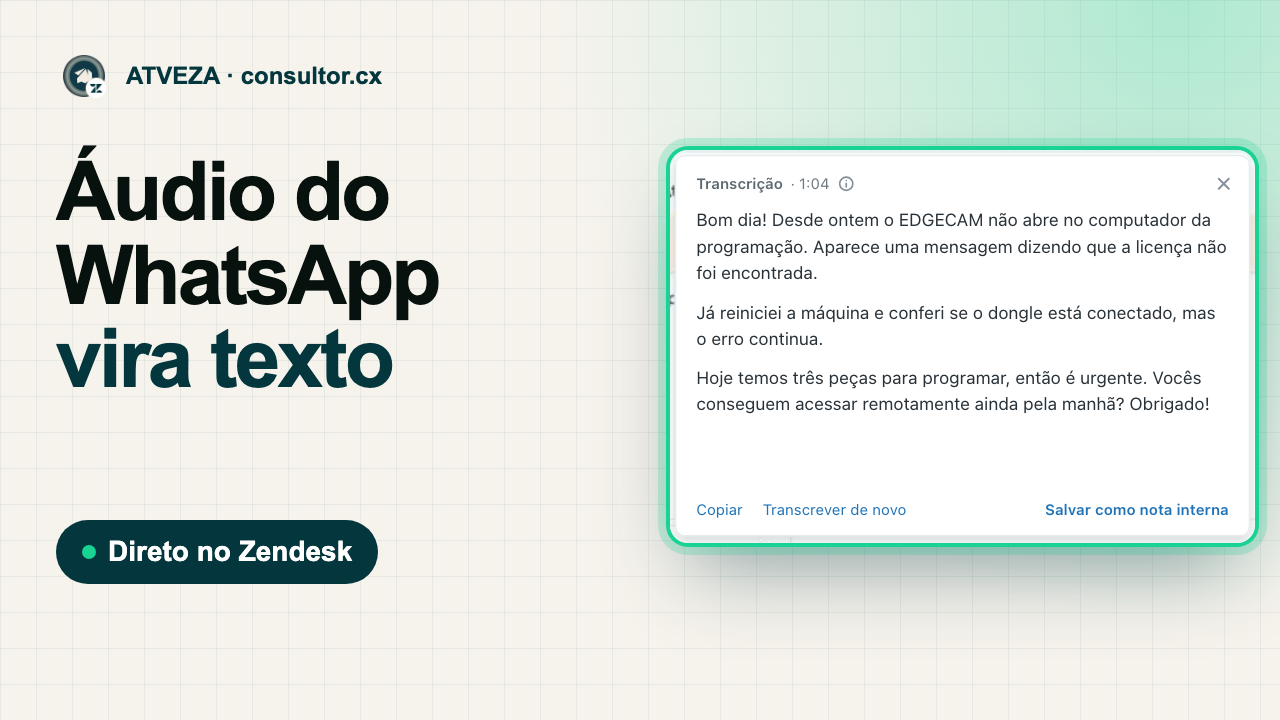 ATVEZA · consultor.cx
Áudio do
WhatsApp
vira texto
Direto no Zendesk
Transcrição · 1:04
Bom dia! Desde ontem o EDGECAM não abre no computador da
programação. Aparece uma mensagem dizendo que a licença não
foi encontrada.
Já reiniciei a máquina e conferi se o dongle está conectado, mas
o erro continua.
Hoje temos três peças para programar, então é urgente. Vocês
conseguem acessar remotamente ainda pela manhã? Obrigado!
Copiar Transcrever de novo Salvar como nota interna